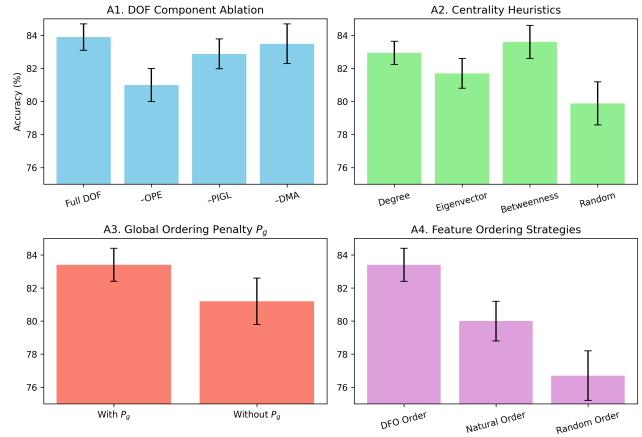 A1. DOF Component Ablation
Accuracy (%)
84
82
80
78
76
Full DOF
–OPE
–PIGL
–DMA
A2. Centrality Heuristics
84
82
80
78
76
Degree
Eigenvector
Betweenness
Random
A3. Global Ordering Penalty P_g
84
82
80
78
76
With P_g
Without P_g
A4. Feature Ordering Strategies
84
82
80
78
76
DFO Order
Natural Order
Random Order